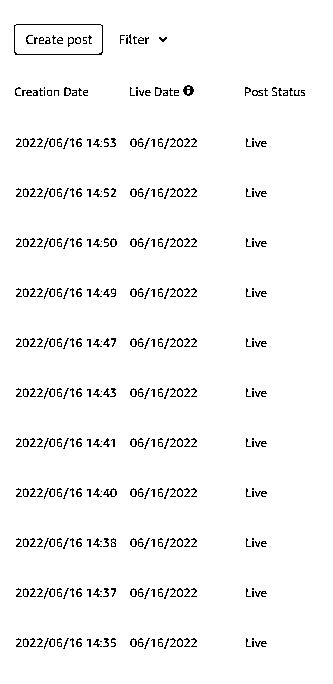 Create post Filter
Creation Date Live Date Post Status
2022/06/16 14:53 06/16/2022 Live
2022/06/16 14:52 06/16/2022 Live
2022/06/16 14:50 06/16/2022 Live
2022/06/16 14:49 06/16/2022 Live
2022/06/16 14:47 06/16/2022 Live
2022/06/16 14:43 06/16/2022 Live
2022/06/16 14:41 06/16/2022 Live
2022/06/16 14:40 06/16/2022 Live
2022/06/16 14:38 06/16/2022 Live
2022/06/16 14:37 06/16/2022 Live
2022/06/16 14:35 06/16/2022 Live